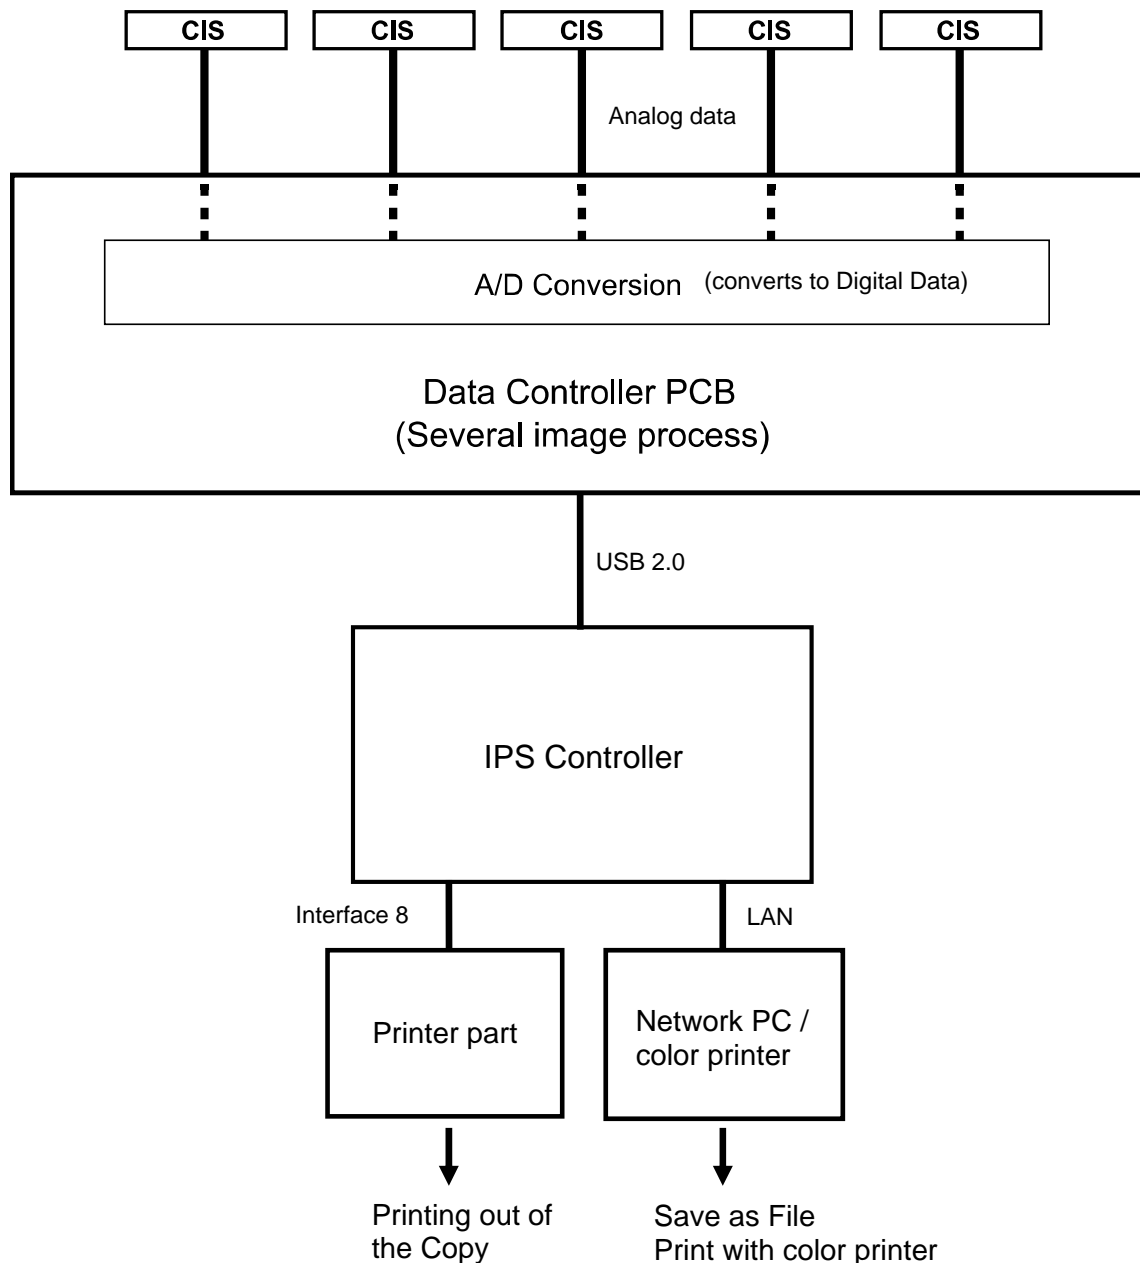 CIS CIS CIS CIS CIS
Analog data
A/D Conversion (converts to Digital Data)
Data Controller PCB
(Several image process)
USB 2.0
IPS Controller
Interface 8
LAN
Printer part
Network PC /
color printer
Printing out of
the Copy
Save as File
Print with color printer